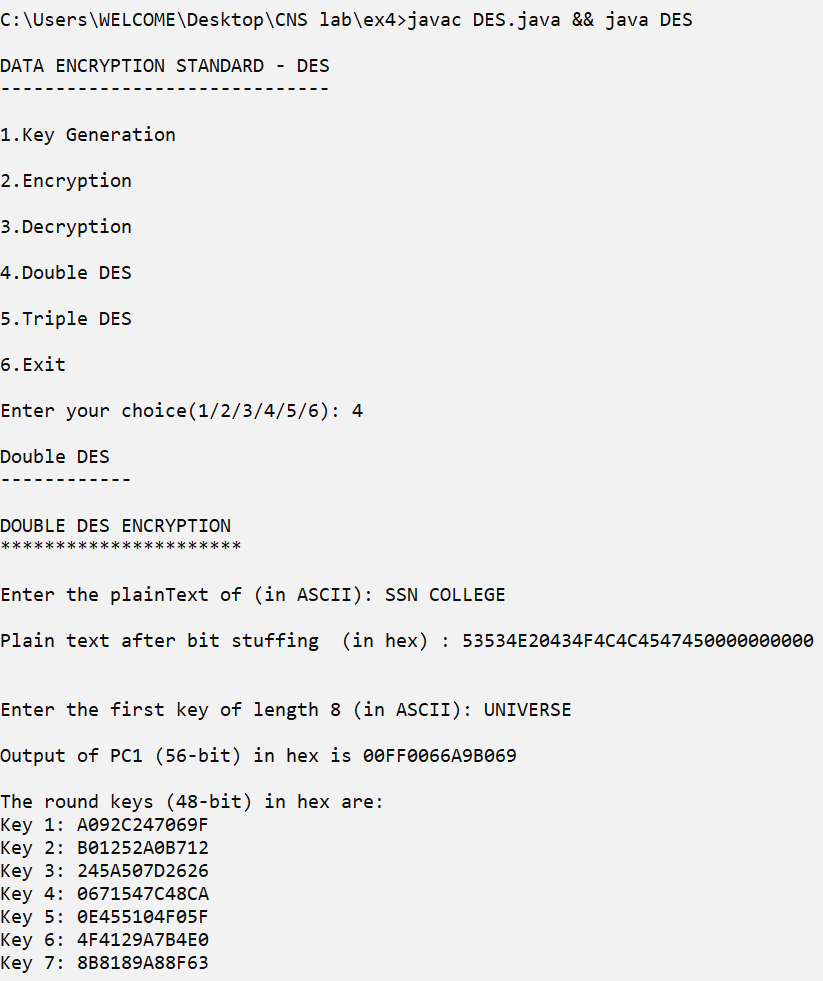 C:\Users\WELCOME\Desktop\CNS lab\ex4>javac DES.java && java DES
DATA ENCRYPTION STANDARD - DES
------------------------------
1.Key Generation
2.Encryption
3.Decryption
4.Double DES
5.Triple DES
6.Exit
Enter your choice(1/2/3/4/5/6): 4
Double DES
------------
DOUBLE DES ENCRYPTION
**********************
Enter the plainText of (in ASCII): SSN COLLEGE
Plain text after bit stuffing  (in hex) : 53534E20434F4C4C4547450000000000
Enter the first key of length 8 (in ASCII): UNIVERSE
Output of PC1 (56-bit) in hex is 00FF0066A9B069
The round keys (48-bit) in hex are:
Key 1: A092C247069F
Key 2: B01252A0B712
Key 3: 245A507D2626
Key 4: 0671547C48CA
Key 5: 0E455104F05F
Key 6: 4F4129A7B4E0
Key 7: 8B8189A88F63